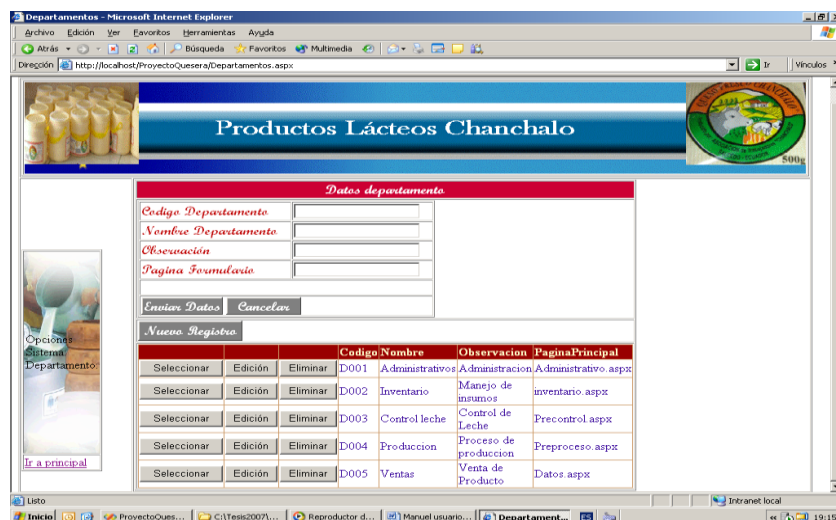 Departamentos - Microsoft Internet Explorer
Archivo Edición Ver Favoritos Herramientas Ayuda
Atrás Búsqueda Favoritos Multimedia
Dirección http://localhost/ProyectoQuesera/Departamentos.aspx Ir Vínculos
Productos Lácteos Chanchalo
500g
Datos departamento
Codigo Departamento
Nombre Departamento
Observación
Pagina Formulario
Enviar Datos Cancelar
Nuevo Registro
Opciones
Sistema:
Departamento:
Ir a principal
Codigo Nombre Observacion PaginaPrincipal
Seleccionar Edición Eliminar D001 Administrativos Administracion Administrativo.aspx
Seleccionar Edición Eliminar D002 Inventario Manejo de insumos inventario.aspx
Seleccionar Edición Eliminar D003 Control leche Control de Leche Precontrol.aspx
Seleccionar Edición Eliminar D004 Produccion Proceso de produccion Preproceso.aspx
Seleccionar Edición Eliminar D005 Ventas Venta de Producto Datos.aspx
Listo Intranet local
Inicio ProyectoQues... C:\Tesis2007\... Reproductor d... Manuel usuario... Departament... ES 19:15